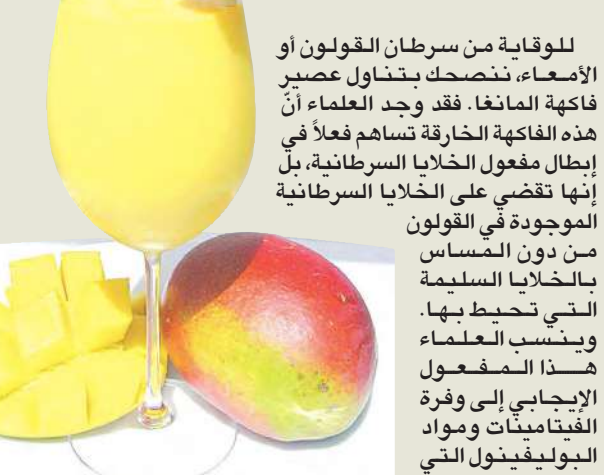 للوقاية من سرطان القولون أو
الأمعاء، ننصحك بتناول عصير
فاكهة المانغا. فقد وجد العلماء أنّ
هذه الفاكهة الخارقة تساهم فعلاً في
إبطال مفعول الخلايا السرطانية، بل
إنها تقضي على الخلايا السرطانية
الموجودة في القولون
من دون المساس
بالخلايا السليمة
التي تحيط بها.
وينسب العلماء
هذا المفعول
الإيجابي إلى وفرة
الفيتامينات ومواد
البوليفينول التي